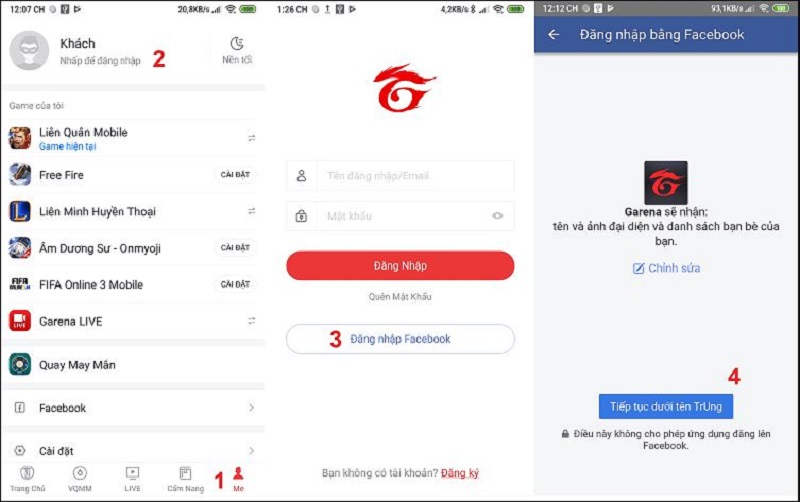 12:07 CH
20,8KB/s
Khách
Nhấp để đăng nhập
2
Nền tối
Game của tôi
Liên Quân Mobile
Game hiện tại
Free Fire
CÀI ĐẶT
Liên Minh Huyền Thoại
Âm Dương Sư - Onmyoji
CÀI ĐẶT
FIFA Online 3 Mobile
CÀI ĐẶT
LIVE
Garena LIVE
Quay May Mắn
Facebook
Cài đặt
Trang Chủ
VQMM
LIVE
Cẩm Nang
1
Me
1:26 CH
4,2KB/s
Tên đăng nhập/Email
Mật khẩu
Đăng Nhập
Quên Mật Khẩu
3
Đăng nhập Facebook
Bạn không có tài khoản? Đăng ký
12:12 CH
93,1KB/s
Đăng nhập bằng Facebook
Garena sẽ nhận:
tên và ảnh đại diện và danh sách bạn bè của
bạn.
Chỉnh sửa
4
Tiếp tục dưới tên TrUng
Điều này không cho phép ứng dụng đăng lên
Facebook.